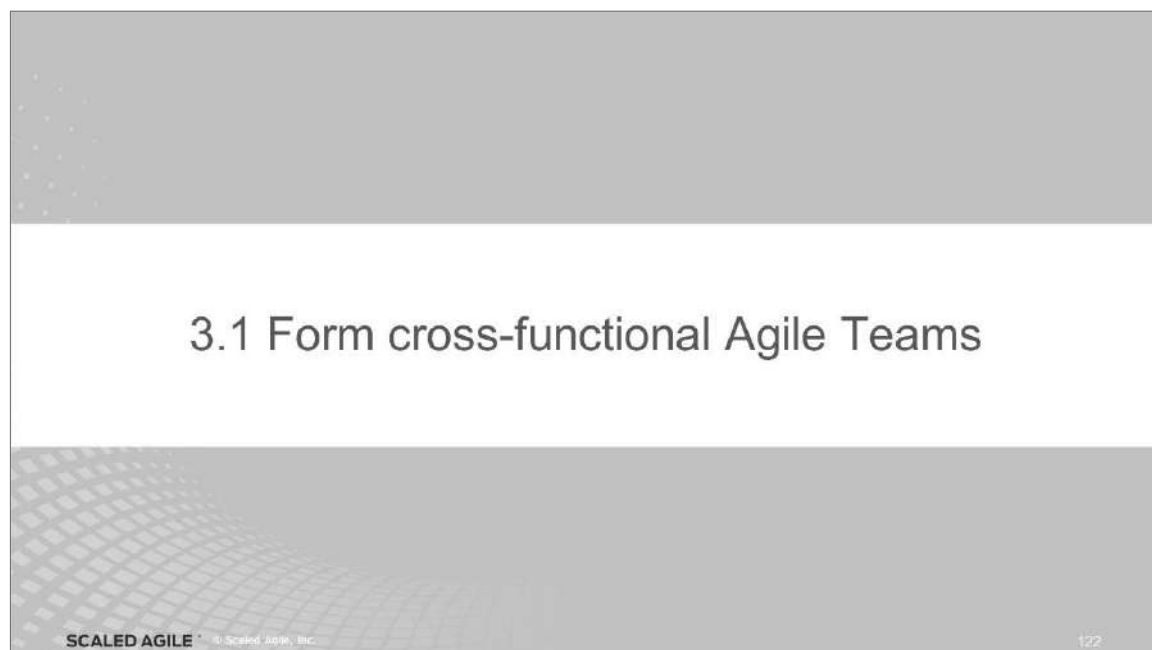 3.1 Form cross-functional Agile Teams
SCALED AGILE
© Scaled Agile, Inc.
122